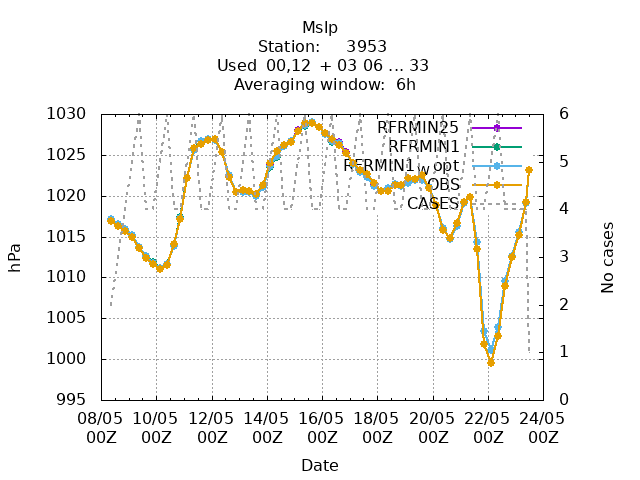 Mslp
Station: 3953
Used 00,12 + 03 06 ... 33
Averaging window: 6h
1030
1025
1020
1015
1010
1005
1000
995
6
5
4
3
2
1
0
hPa
No cases
RFRMIN25
RFRMIN1
RFRMIN1_w_opt
OBS
CASES
08/05 10/05 12/05 14/05 16/05 18/05 20/05 22/05 24/05
00Z 00Z 00Z 00Z 00Z 00Z 00Z 00Z 00Z
Date